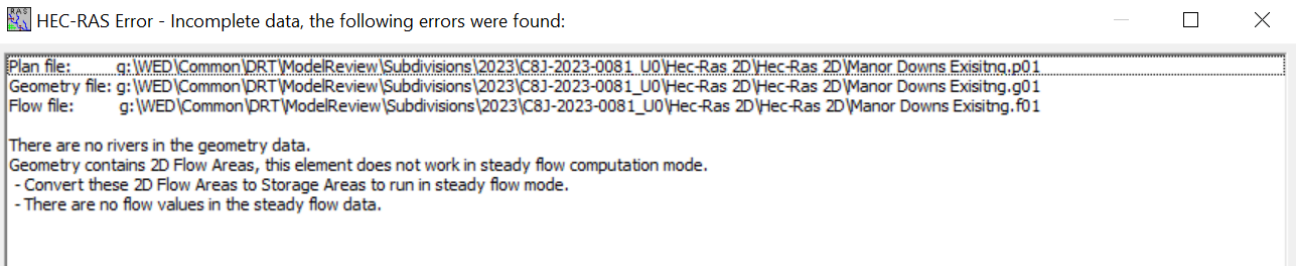 RAS
HEC-RAS Error - Incomplete data, the following errors were found:
Plan file: g:\WED\Common\DRT\ModelReview\Subdivisions\2023\C8J-2023-0081_U0\Hec-Ras 2D\Hec-Ras 2D\Manor Downs Exisitng.p01
Geometry file: g:\WED\Common\DRT\ModelReview\Subdivisions\2023\C8J-2023-0081_U0\Hec-Ras 2D\Hec-Ras 2D\Manor Downs Exisitng.g01
Flow file: g:\WED\Common\DRT\ModelReview\Subdivisions\2023\C8J-2023-0081_U0\Hec-Ras 2D\Hec-Ras 2D\Manor Downs Exisitng.f01
There are no rivers in the geometry data.
Geometry contains 2D Flow Areas, this element does not work in steady flow computation mode.
- Convert these 2D Flow Areas to Storage Areas to run in steady flow mode.
- There are no flow values in the steady flow data.